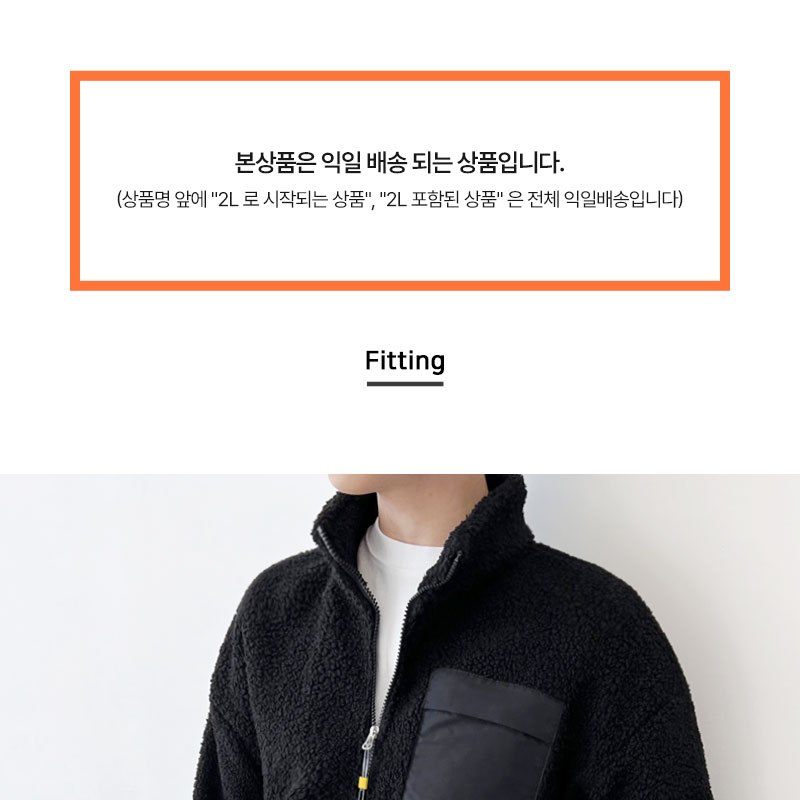 본상품은 익일 배송 되는 상품입니다.
(상품명 앞에 "2L 로 시작되는 상품", "2L 포함된 상품" 은 전체 익일배송입니다)
Fitting